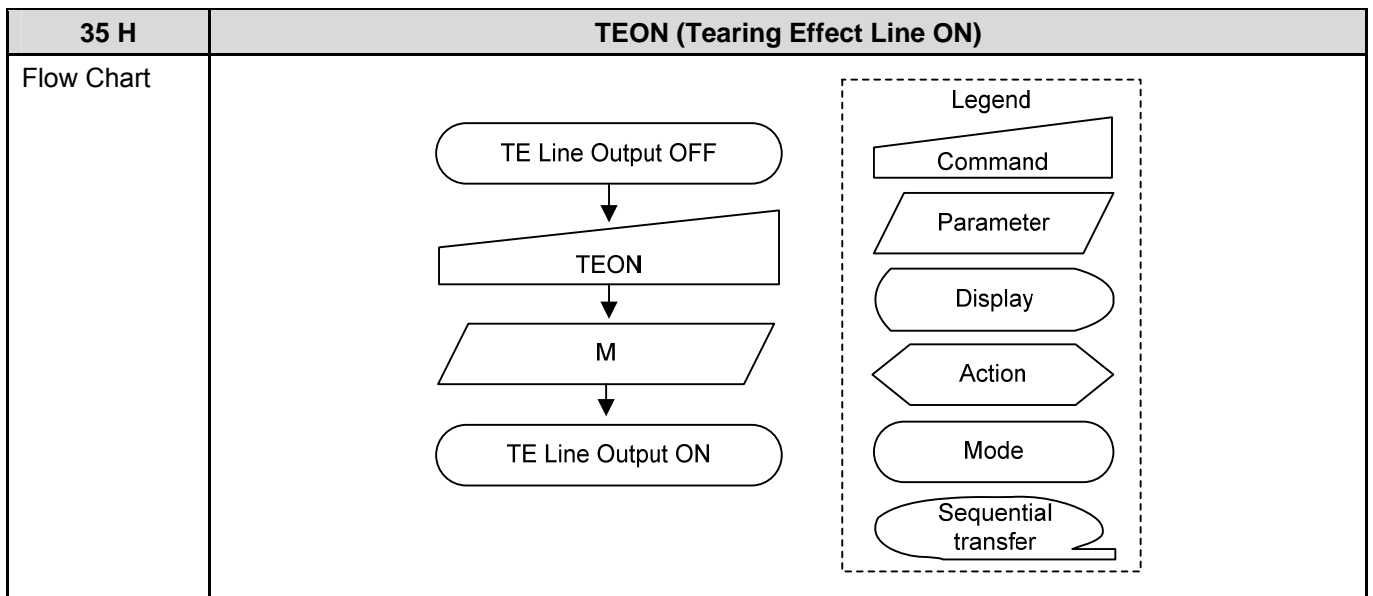 35 H
TEON (Tearing Effect Line ON)
Flow Chart
TE Line Output OFF
TEON
M
TE Line Output ON
Legend
Command
Parameter
Display
Action
Mode
Sequential
transfer